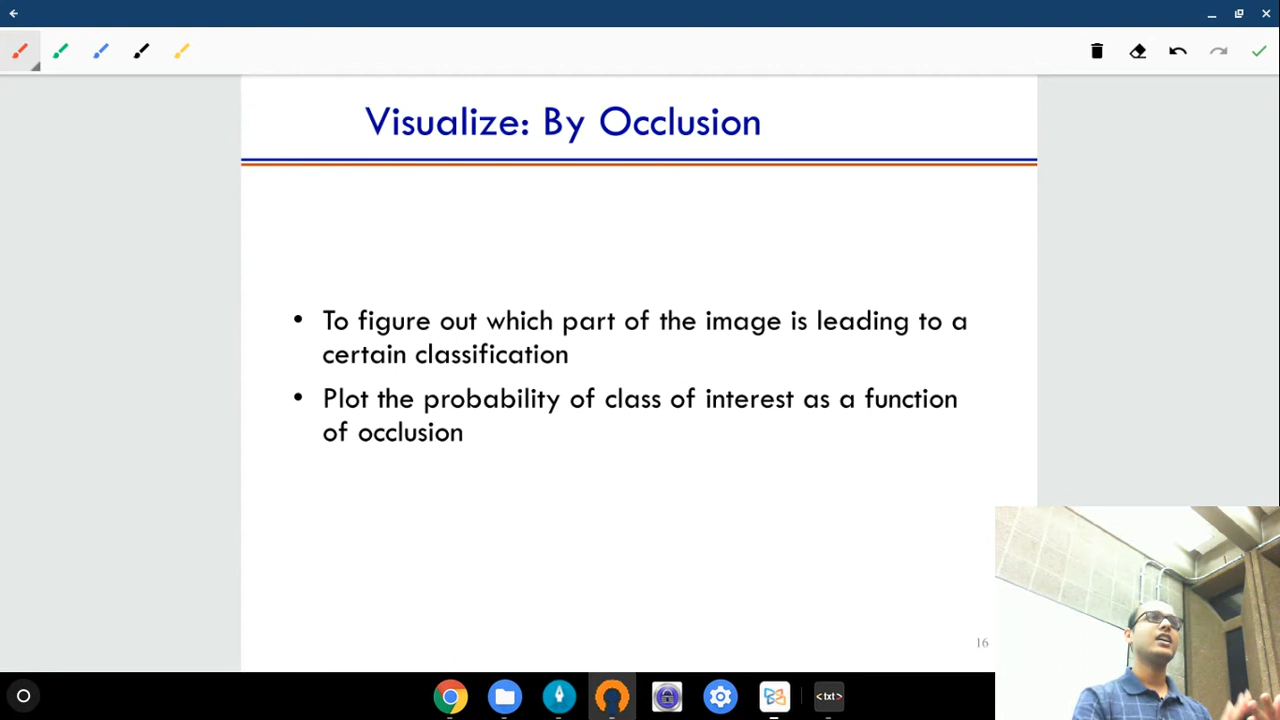 Visualize: By Occlusion
• To figure out which part of the image is leading to a
certain classification
• Plot the probability of class of interest as a function
of occlusion
16
<txt>